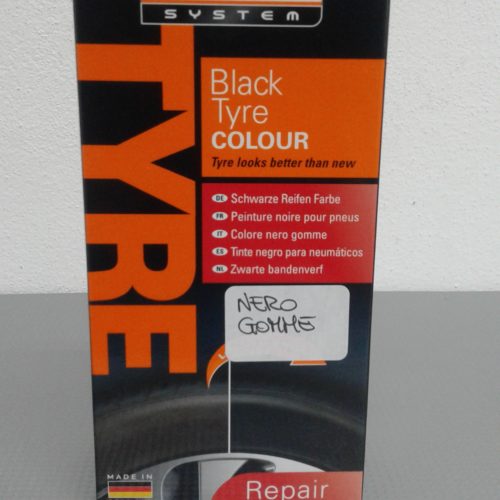 SYSTEM
TYRE
Black
Tyre
COLOUR
Tyre looks better than new
DE Schwarze Reifen Farbe
FR Peinture noire pour pneus
IT Colore nero gomme
ES Tinte negro para neumáticos
NL Zwarte bandenverf
NERO
GOMME
MADE IN
Repair